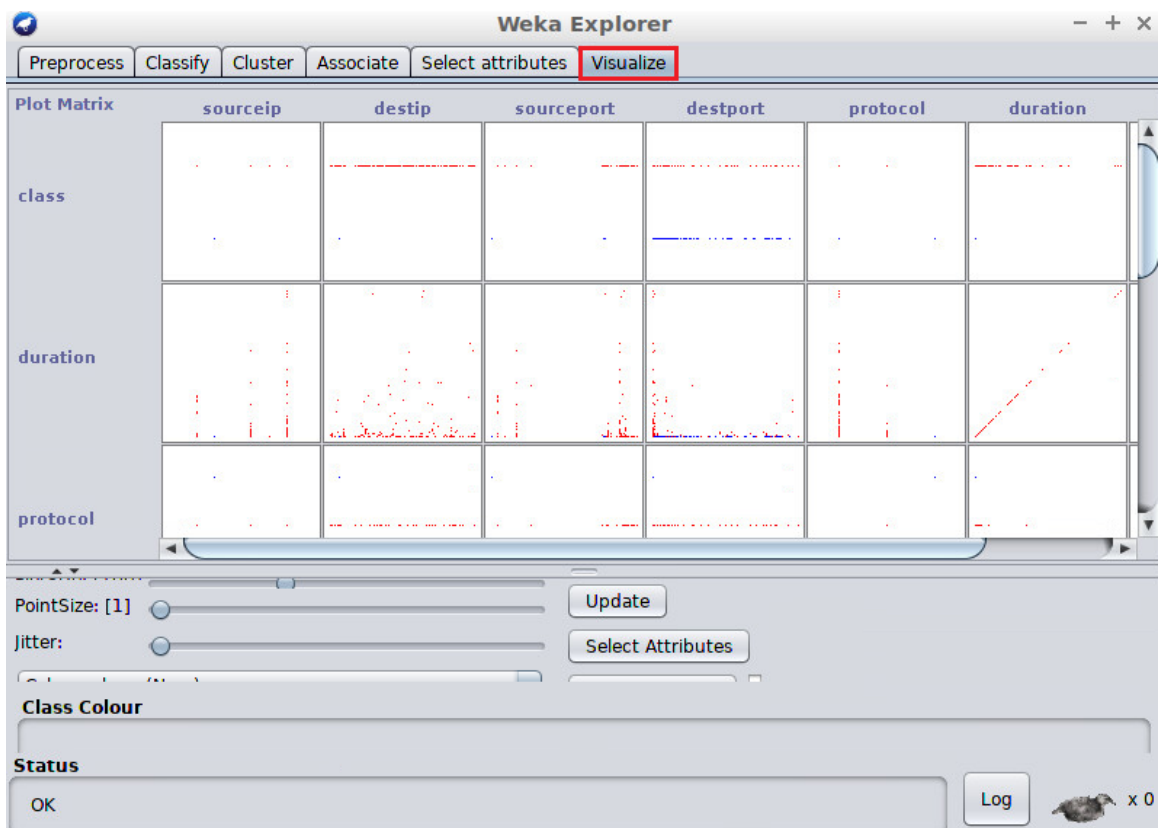 Weka Explorer
Preprocess Classify Cluster Associate Select attributes Visualize
Plot Matrix sourceip destip sourceport destport protocol duration
class
duration
protocol
PointSize: [1] Update
Jitter: Select Attributes
Class Colour
Status
OK Log x 0